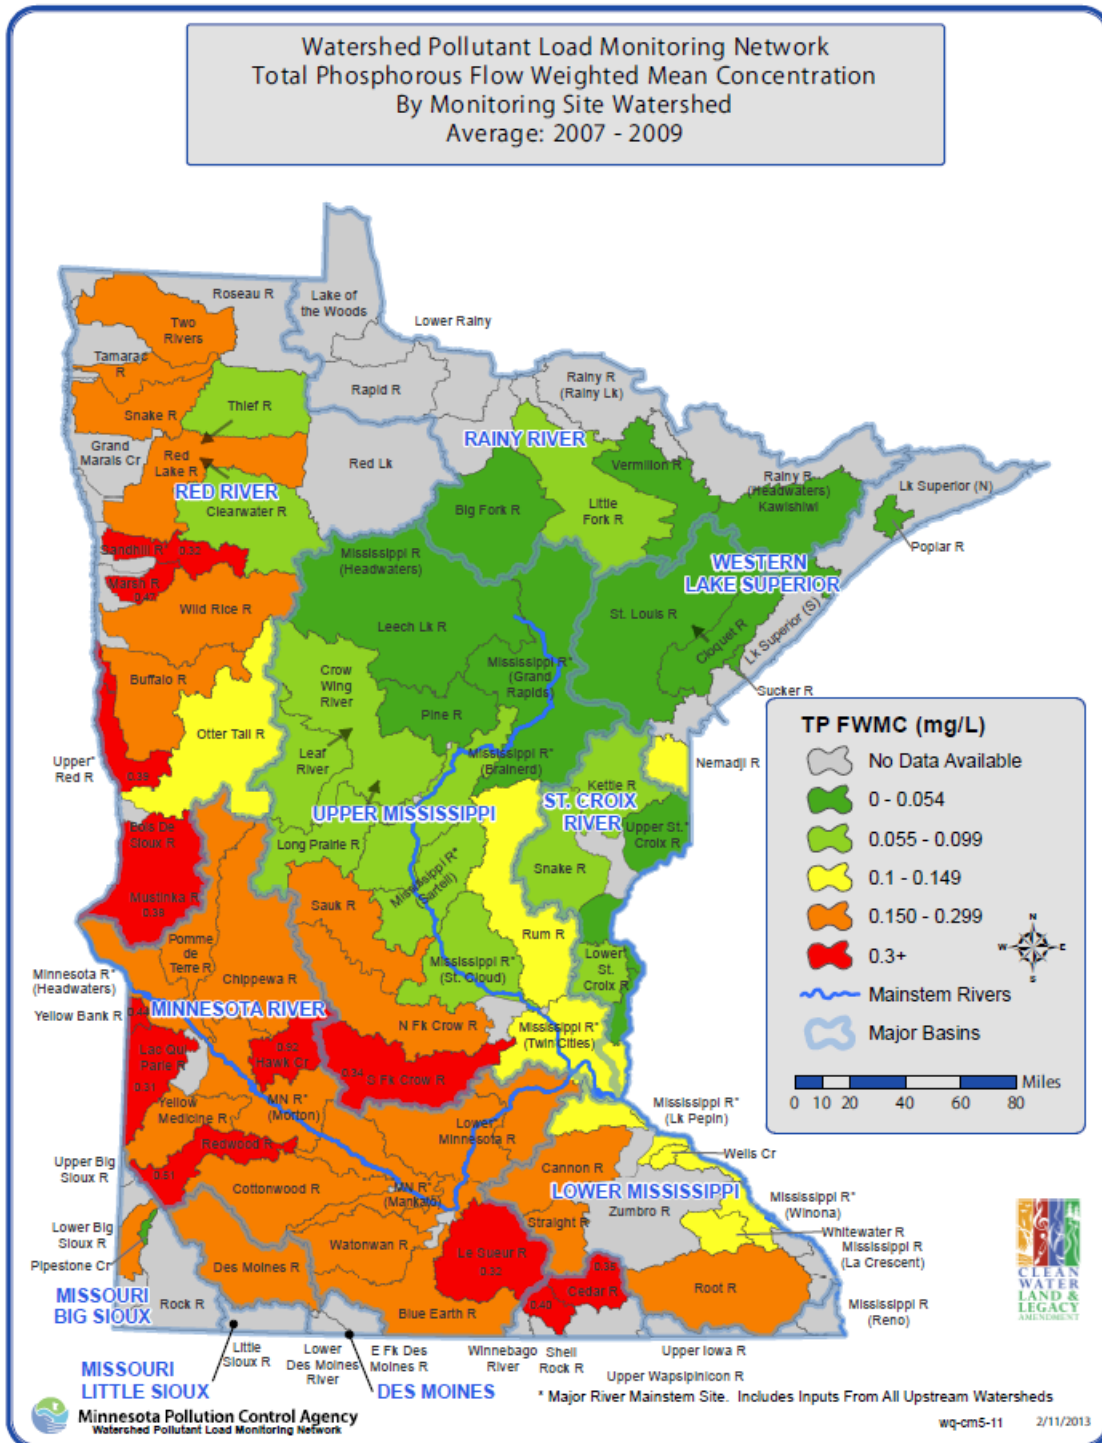 Watershed Pollutant Load Monitoring Network
Total Phosphorous Flow Weighted Mean Concentration
By Monitoring Site Watershed
Average: 2007 - 2009
Roseau R
Lake of
the Woods
Two
Rivers
Lower Rainy
Tamarac
R
Rapid R
Rainy R
(Rainy Lk)
Thief R
Snake R
Grand
Marais Cr
Red
Lake R
Red Lk
RAINY RIVER
Vermilion R
Rainy R
(Headwaters)
Kawishiwi
Lk Superior (N)
RED RIVER
Clearwater R
Big Fork R
Little
Fork R
Poplar R
Sandhill R*
0.32
Mississippi R
(Headwaters)
WESTERN
LAKE SUPERIOR
Marsh R
0.43
Wild Rice R
Leech Lk R
St. Louis R
Cloquet R
Lk Superior (S)
Mississippi R*
(Grand
Rapids)
Crow
Wing
River
Buffalo R
Sucker R
Pine R
Otter Tail R
TP FWMC (mg/L)
No Data Available
0 - 0.054
0.055 - 0.099
0.1 - 0.149
0.150 - 0.299
0.3+
Mainstem Rivers
Major Basins
N
W
E
S
Miles
0 10 20 40 60 80
Upper*
Red R
0.39
Leaf
River
Mississippi R*
(Brainerd)
Nemadji R
Kettle R
UPPER MISSISSIPPI
ST. CROIX
RIVER
Bois De
Sioux R
Long Prairie R
Upper St.*
Croix R
Mississippi R*
(Sartell)
Snake R
Mustinka R
0.39
Sauk R
Rum R
Pomme
de
Terre R
Chippewa R
Mississippi R*
(St. Cloud)
Lower*
St.
Croix R
Minnesota R*
(Headwaters)
Yellow Bank R
0.44
MINNESOTA RIVER
N Fk Crow R
Mississippi R*
(Twin Cities)
Lac Qui
Parle R
0.31
0.92
Hawk Cr
0.34
S Fk Crow R
Yellow
Medicine R
MN R*
(Morton)
Lower*
Minnesota R
Mississippi R*
(Lk Pepin)
Redwood R
0.51
Wells Cr
Upper Big
Sioux R
Cottonwood R
MN R*
(Mankato)
Cannon R
LOWER MISSISSIPPI
Zumbro R
Mississippi R*
(Winona)
Lower Big
Sioux R
Straight R
Whitewater R
Pipestone Cr
Watonwan R
Le Sueur R
0.32
Mississippi R
(La Crescent)
Des Moines R
MISSOURI
BIG SIOUX
Rock R
Blue Earth R
Cedar R
0.40
Root R
Mississippi R
(Reno)
CLEAN
WATER
LAND &
LEGACY
AMENDMENT
Little
Sioux R
Lower
Des Moines
River
E Fk Des
Moines R
Winnebago
River
Shell
Rock R
Upper Iowa R
Upper Wapsipinicon R
MISSOURI
LITTLE SIOUX
DES MOINES
* Major River Mainstem Site. Includes Inputs From All Upstream Watersheds
Minnesota Pollution Control Agency
Watershed Pollutant Load Monitoring Network
wq-cm5-11
2/11/2013